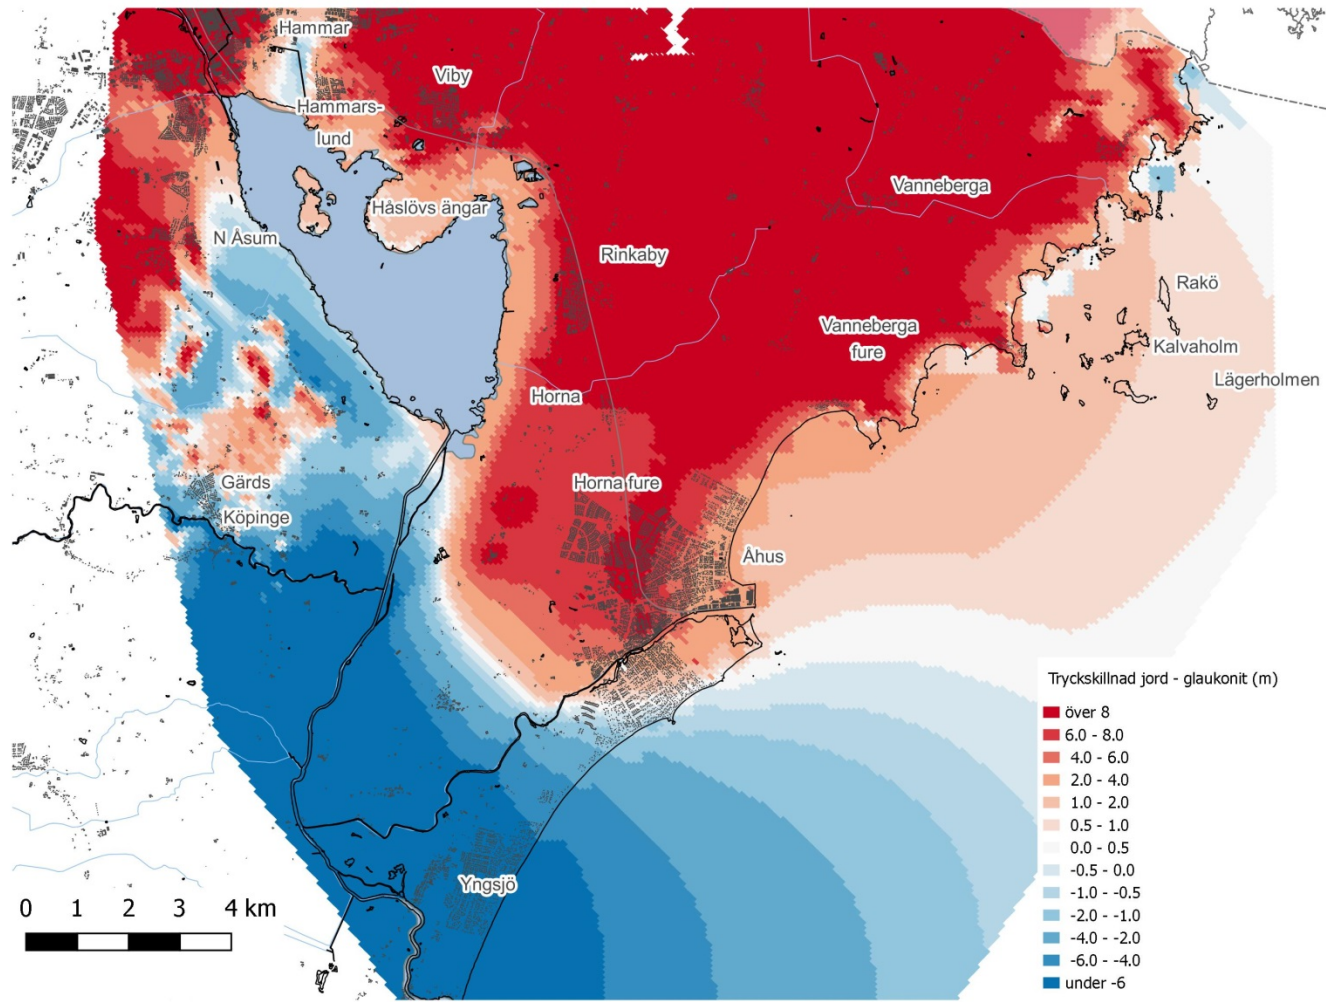 Hammar
Viby
Hammars-
lund
Håslövs ängar
Vanneberga
N Åsum
Rinkaby
Rakö
Vanneberga
fure
Kalvaholm
Lägerholmen
Horna
Gärds
Köpinge
Horna fure
Åhus
Yngsjö
0 1 2 3 4 km
Tryckskillnad jord - glaukonit (m)
över 8
6.0 - 8.0
4.0 - 6.0
2.0 - 4.0
1.0 - 2.0
0.5 - 1.0
0.0 - 0.5
-0.5 - 0.0
-1.0 - -0.5
-2.0 - -1.0
-4.0 - -2.0
-6.0 - -4.0
under -6